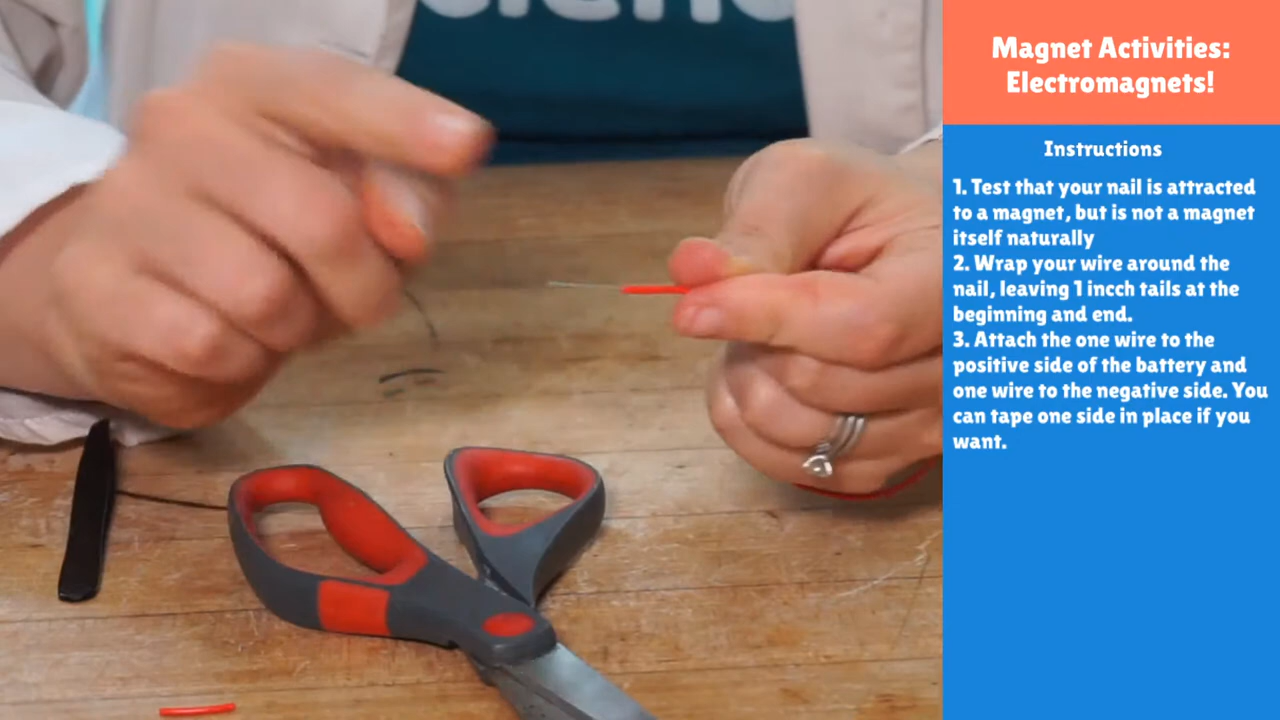 Magnet Activities:
Electromagnets!
Instructions
1. Test that your nail is attracted
to a magnet, but is not a magnet
itself naturally
2. Wrap your wire around the
nail, leaving 1 incch tails at the
beginning and end.
3. Attach the one wire to the
positive side of the battery and
one wire to the negative side. You
can tape one side in place if you
want.